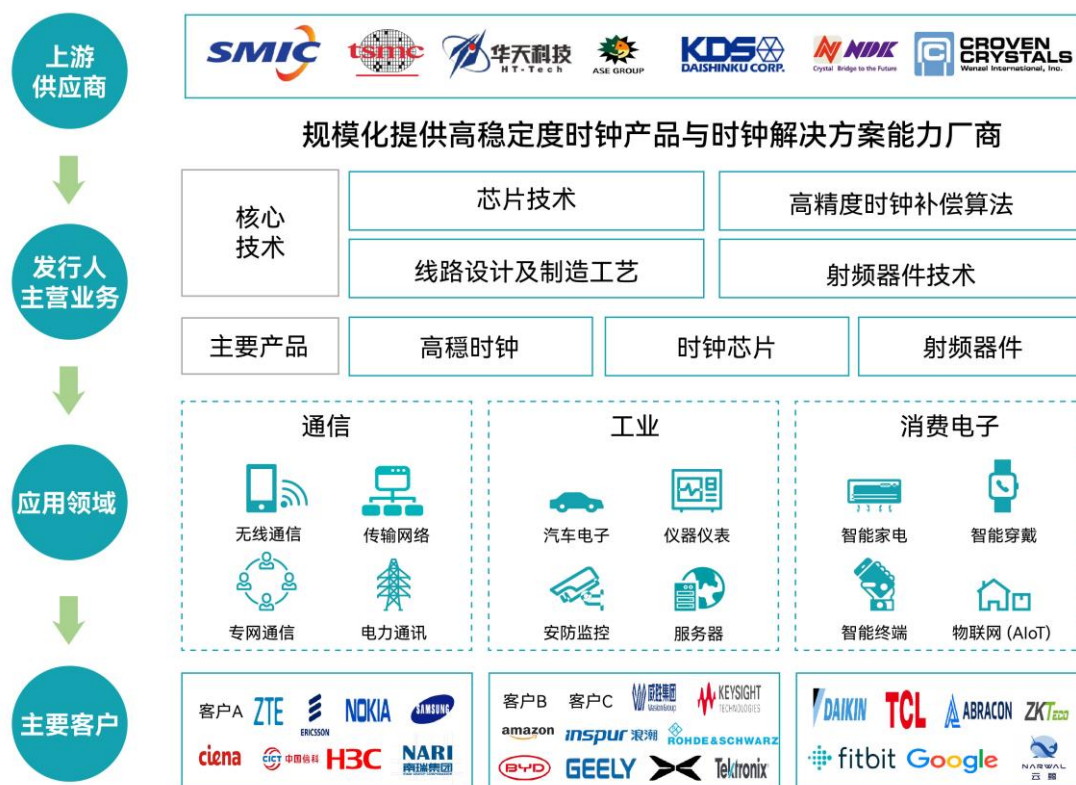 上游
供应商
SMIC
tsmc
华天科技
HT-Tech
ASE GROUP
KDS
DAISHINKU CORP.
NDK
Crystal Bridge to the Future
CROVEN
CRYSTALS
Wenzel International, Inc.
规模化提供高稳定度时钟产品与时钟解决方案能力厂商
发行人
主营业务
核心
技术
芯片技术
高精度时钟补偿算法
线路设计及制造工艺
射频器件技术
主要产品
高穩时钟
时钟芯片
射频器件
应用领域
通信
无线通信
传输网络
专网通信
电力通讯
工业
汽车电子
仪器仪表
安防监控
服务器
消费电子
智能家电
智能穿戴
智能终端
物联网 (AIoT)
主要客户
客户A
ZTE
ERICSSON
NOKIA
SAMSUNG
ciena
CICT 中国信科
H3C
NARI
南瑞集团
客户B
客户C
威胜集团
WasionGroup
KEYSIGHT
TECHNOLOGIES
amazon
inspur 浪潮
ROHDE & SCHWARZ
BYD
GEELY
Tektronix
DAIKIN
TCL
ABRACON
ZKTeco
fitbit
Google
NARWAL
云鲸